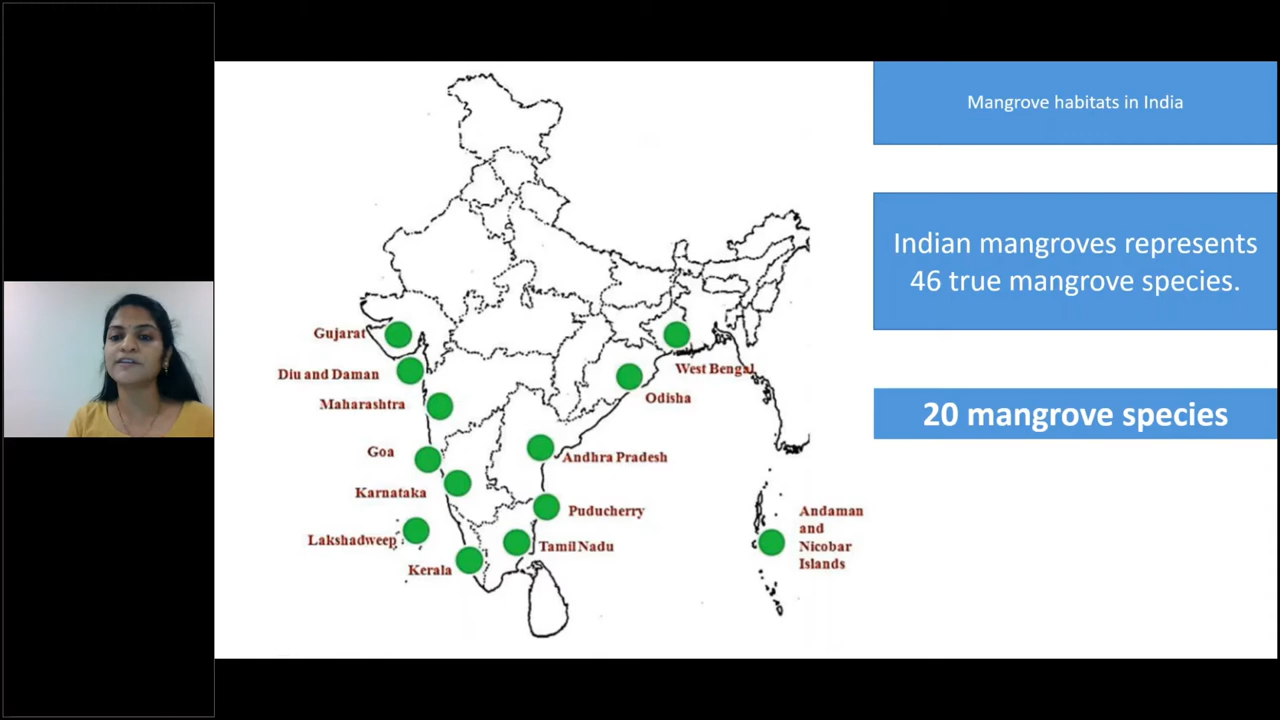 Mangrove habitats in India
Indian mangroves represents
46 true mangrove species.
20 mangrove species
Gujarat
Diu and Daman
Maharashtra
Goa
Karnataka
Lakshadweep
Kerala
West Bengal
Odisha
Andhra Pradesh
Puducherry
Tamil Nadu
Andaman
and
Nicobar
Islands